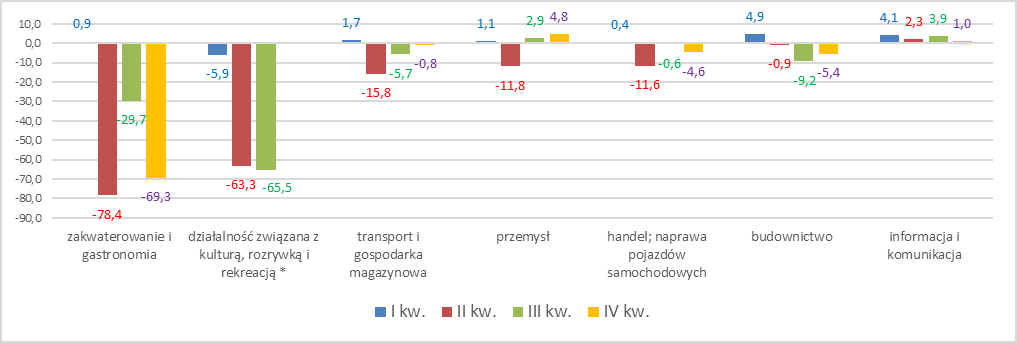 0,9
1,7
1,1
2,9
4,8
0,4
4,9
4,1
2,3
3,9
1,0
10,0
0,0
-10,0
-20,0
-30,0
-40,0
-50,0
-60,0
-70,0
-80,0
-90,0
-5,9
-5,7
-0,8
-15,8
-11,8
-0,6
-4,6
-11,6
-0,9
-9,2
-5,4
-29,7
-78,4
-69,3
-63,3
-65,5
zakwaterowanie i
gastronomia
działalność związana z
kulturą, rozrywką i
rekreacją *
transport i
gospodarka
magazynowa
przemysł
handel; naprawa
pojazdów
samochodowych
budownictwo
informacja i
komunikacja
I kw. II kw. III kw. IV kw.